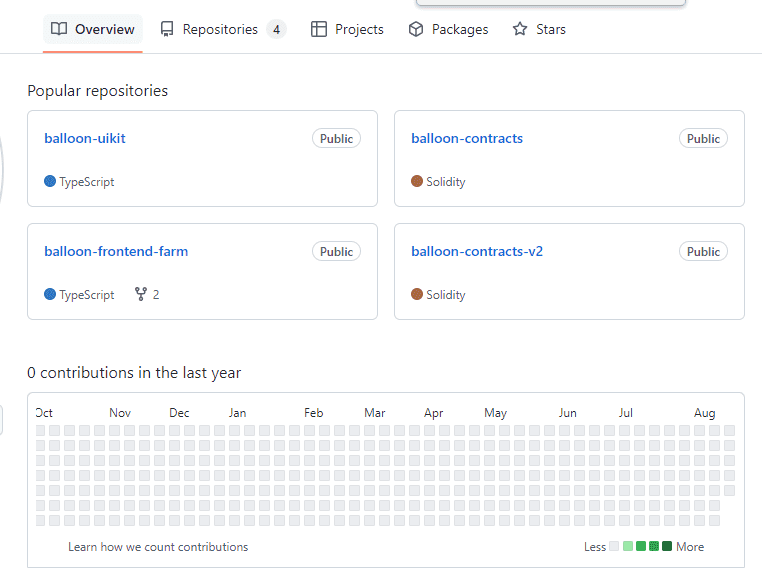 Overview Repositories 4 Projects Packages Stars
Popular repositories
balloon-uikit Public
TypeScript
balloon-contracts Public
Solidity
balloon-frontend-farm Public
TypeScript 2
balloon-contracts-v2 Public
Solidity
0 contributions in the last year
Oct Nov Dec Jan Feb Mar Apr May Jun Jul Aug
Learn how we count contributions Less More